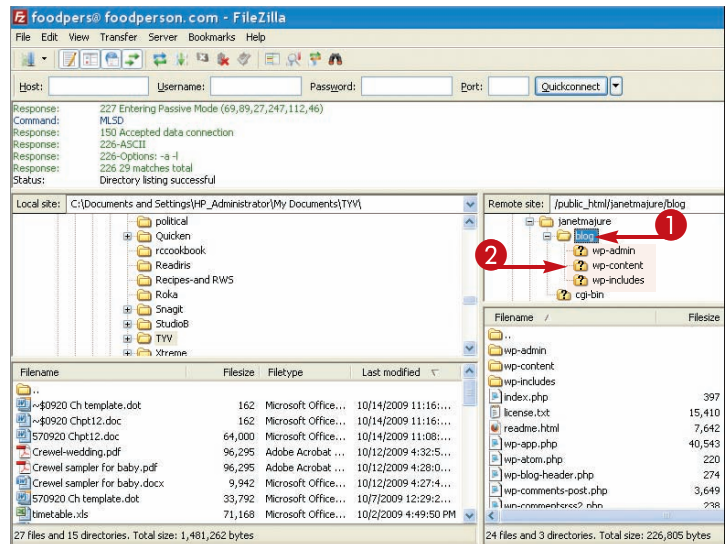 foodpers@foodperson.com - FileZilla
File Edit View Transfer Server Bookmarks Help
Host: Username: Password: Port: Quickconnect
Response: 227 Entering Passive Mode (69,89,27,247,112,46)
Command: MLSD
Response: 150 Accepted data connection
Response: 226-ASCII
Response: 226-Options: -a -l
Response: 226 29 matches total
Status: Directory listing successful
Local site: C:\Documents and Settings\HP_Administrator\My Documents\TYV\
political
Quicken
rccookbook
Readiris
Recipes-and RWS
Roka
Snagit
StudioB
TYV
Xtreme
Filename Filesize Filetype Last modified
..
~$0920 Ch template.dot 162 Microsoft Office... 10/14/2009 11:16:...
~$0920 Chpt12.doc 162 Microsoft Office... 10/14/2009 11:16:...
570920 Chpt12.doc 64,000 Microsoft Office... 10/14/2009 11:08:...
Crewel-wedding.pdf 96,295 Adobe Acrobat ... 10/12/2009 4:32:5...
Crewel sampler for baby.pdf 96,295 Adobe Acrobat ... 10/12/2009 4:28:0...
Crewel sampler for baby.docx 9,942 Microsoft Office... 10/12/2009 4:27:4...
570920 Ch template.dot 33,792 Microsoft Office... 10/7/2009 12:29:2...
timetable.xls 71,168 Microsoft Office... 10/2/2009 4:49:50 PM
27 files and 15 directories. Total size: 1,481,262 bytes
Remote site: /public_html/janetmajure/blog
janetmajure
blog 1
wp-admin
2 wp-content
wp-includes
cgi-bin
Filename Filesize
..
wp-admin
wp-content
wp-includes
index.php 397
license.txt 15,410
readme.html 7,642
wp-app.php 40,543
wp-atom.php 220
wp-blog-header.php 274
wp-comments-post.php 3,649
wp-commentsrss2.php 238
24 files and 3 directories. Total size: 226,805 bytes